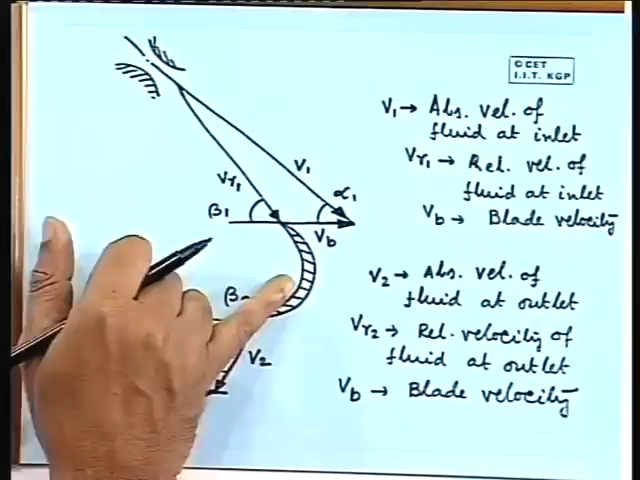 © CET
I.I.T. KGP
V1 → Abs. vel. of
fluid at inlet
Vr1 → Rel. vel. of
fluid at inlet
Vb → Blade velocity
V1
α1
Vr1
β1
Vb
V2 → Abs. vel. of
fluid at outlet
Vr2 → Rel. velocity of
fluid at outlet
Vb → Blade velocity
V2